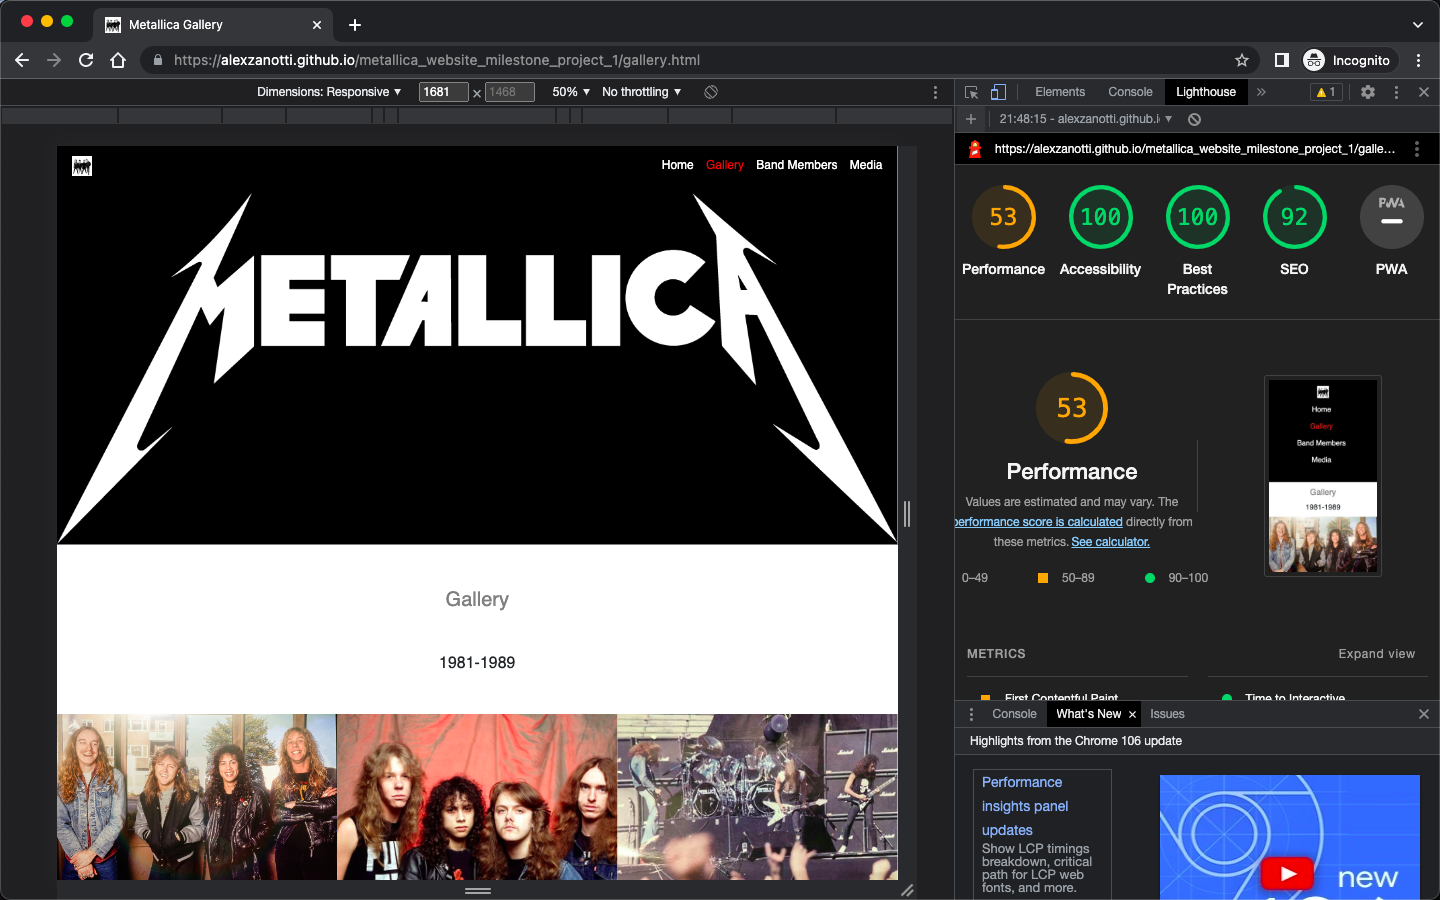 Metallica Gallery
https://alexzanotti.github.io/metallica_website_milestone_project_1/gallery.html
Incognito
Dimensions: Responsive ▼ 1681 × 1468 50% ▼ No throttling ▼
Elements Console Lighthouse » 1
21:48:15 - alexzanotti.github.i ▼
https://alexzanotti.github.io/metallica_website_milestone_project_1/galle...
Home Gallery Band Members Media
METALLICA
Gallery
1981-1989
53 100 100 92 PWA
Performance Accessibility Best Practices SEO PWA
53
Performance
Values are estimated and may vary. The
performance score is calculated directly from
these metrics. See calculator.
0–49 50–89 90–100
Home
Gallery
Band Members
Media
Gallery
1981-1989
METRICS Expand view
First Contentful Paint Time to Interactive
Console What's New × Issues
Highlights from the Chrome 106 update
Performance
insights panel
updates
Show LCP timings
breakdown, critical
path for LCP web
fonts, and more.
new